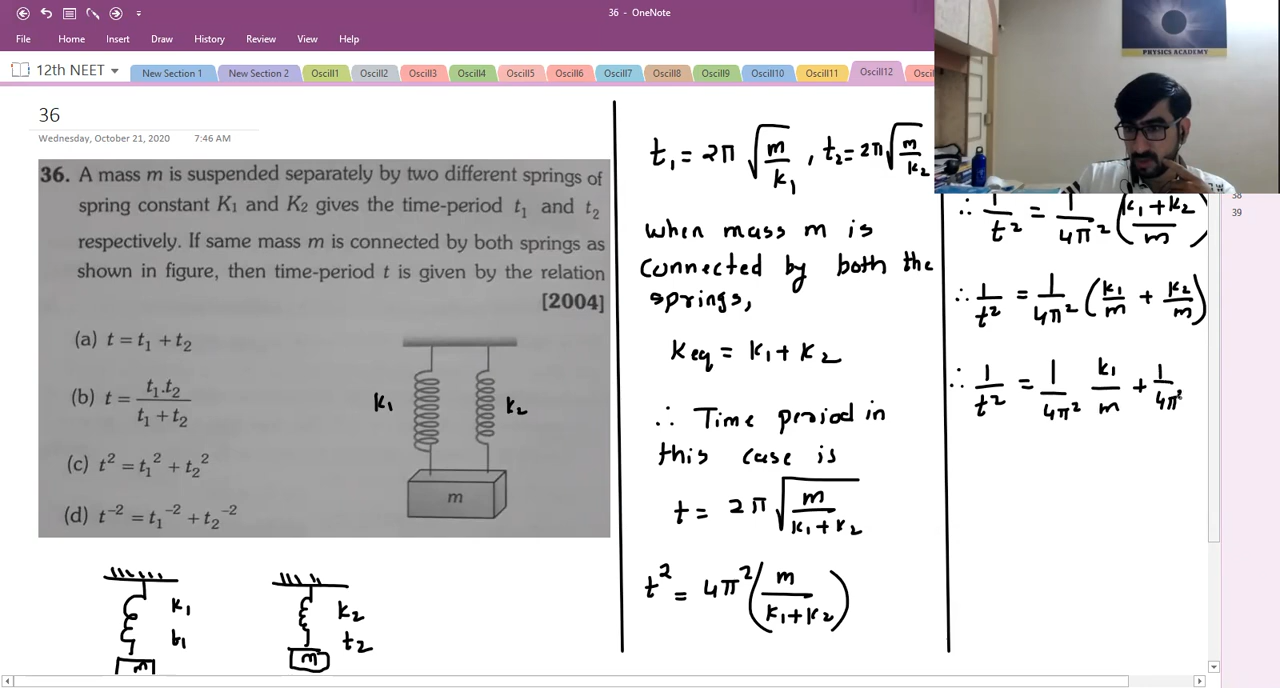 36 - OneNote
File Home Insert Draw History Review View Help
12th NEET New Section 1 New Section 2 Oscill1 Oscill2 Oscill3 Oscill4 Oscill5 Oscill6 Oscill7 Oscill8 Oscill9 Oscill10 Oscill11 Oscill12 Oscill
PHYSICS ACADEMY
36
Wednesday, October 21, 2020 7:46 AM
36. A mass m is suspended separately by two different springs of
spring constant K₁ and K₂ gives the time-period t₁ and t₂
respectively. If same mass m is connected by both springs as
shown in figure, then time-period t is given by the relation
[2004]
(a) t = t₁ + t₂
(b) t = t₁.t₂ / t₁ + t₂
(c) t² = t₁² + t₂²
(d) t⁻² = t₁⁻² + t₂⁻²
K₁ K₂
m
K₁
t₁
m
K₂
t₂
m
t₁ = 2π √(m/K₁) , t₂ = 2π √(m/K₂)
When mass m is
connected by both the
springs,
Keq = K₁ + K₂
∴ Time period in
this case is
t = 2π √(m/K₁+K₂)
t² = 4π² (m/K₁+K₂)
∴ 1/t² = 1/4π² (K₁+K₂/m)
∴ 1/t² = 1/4π² (K₁/m + K₂/m)
∴ 1/t² = 1/4π² K₁/m + 1/4π²
38
39